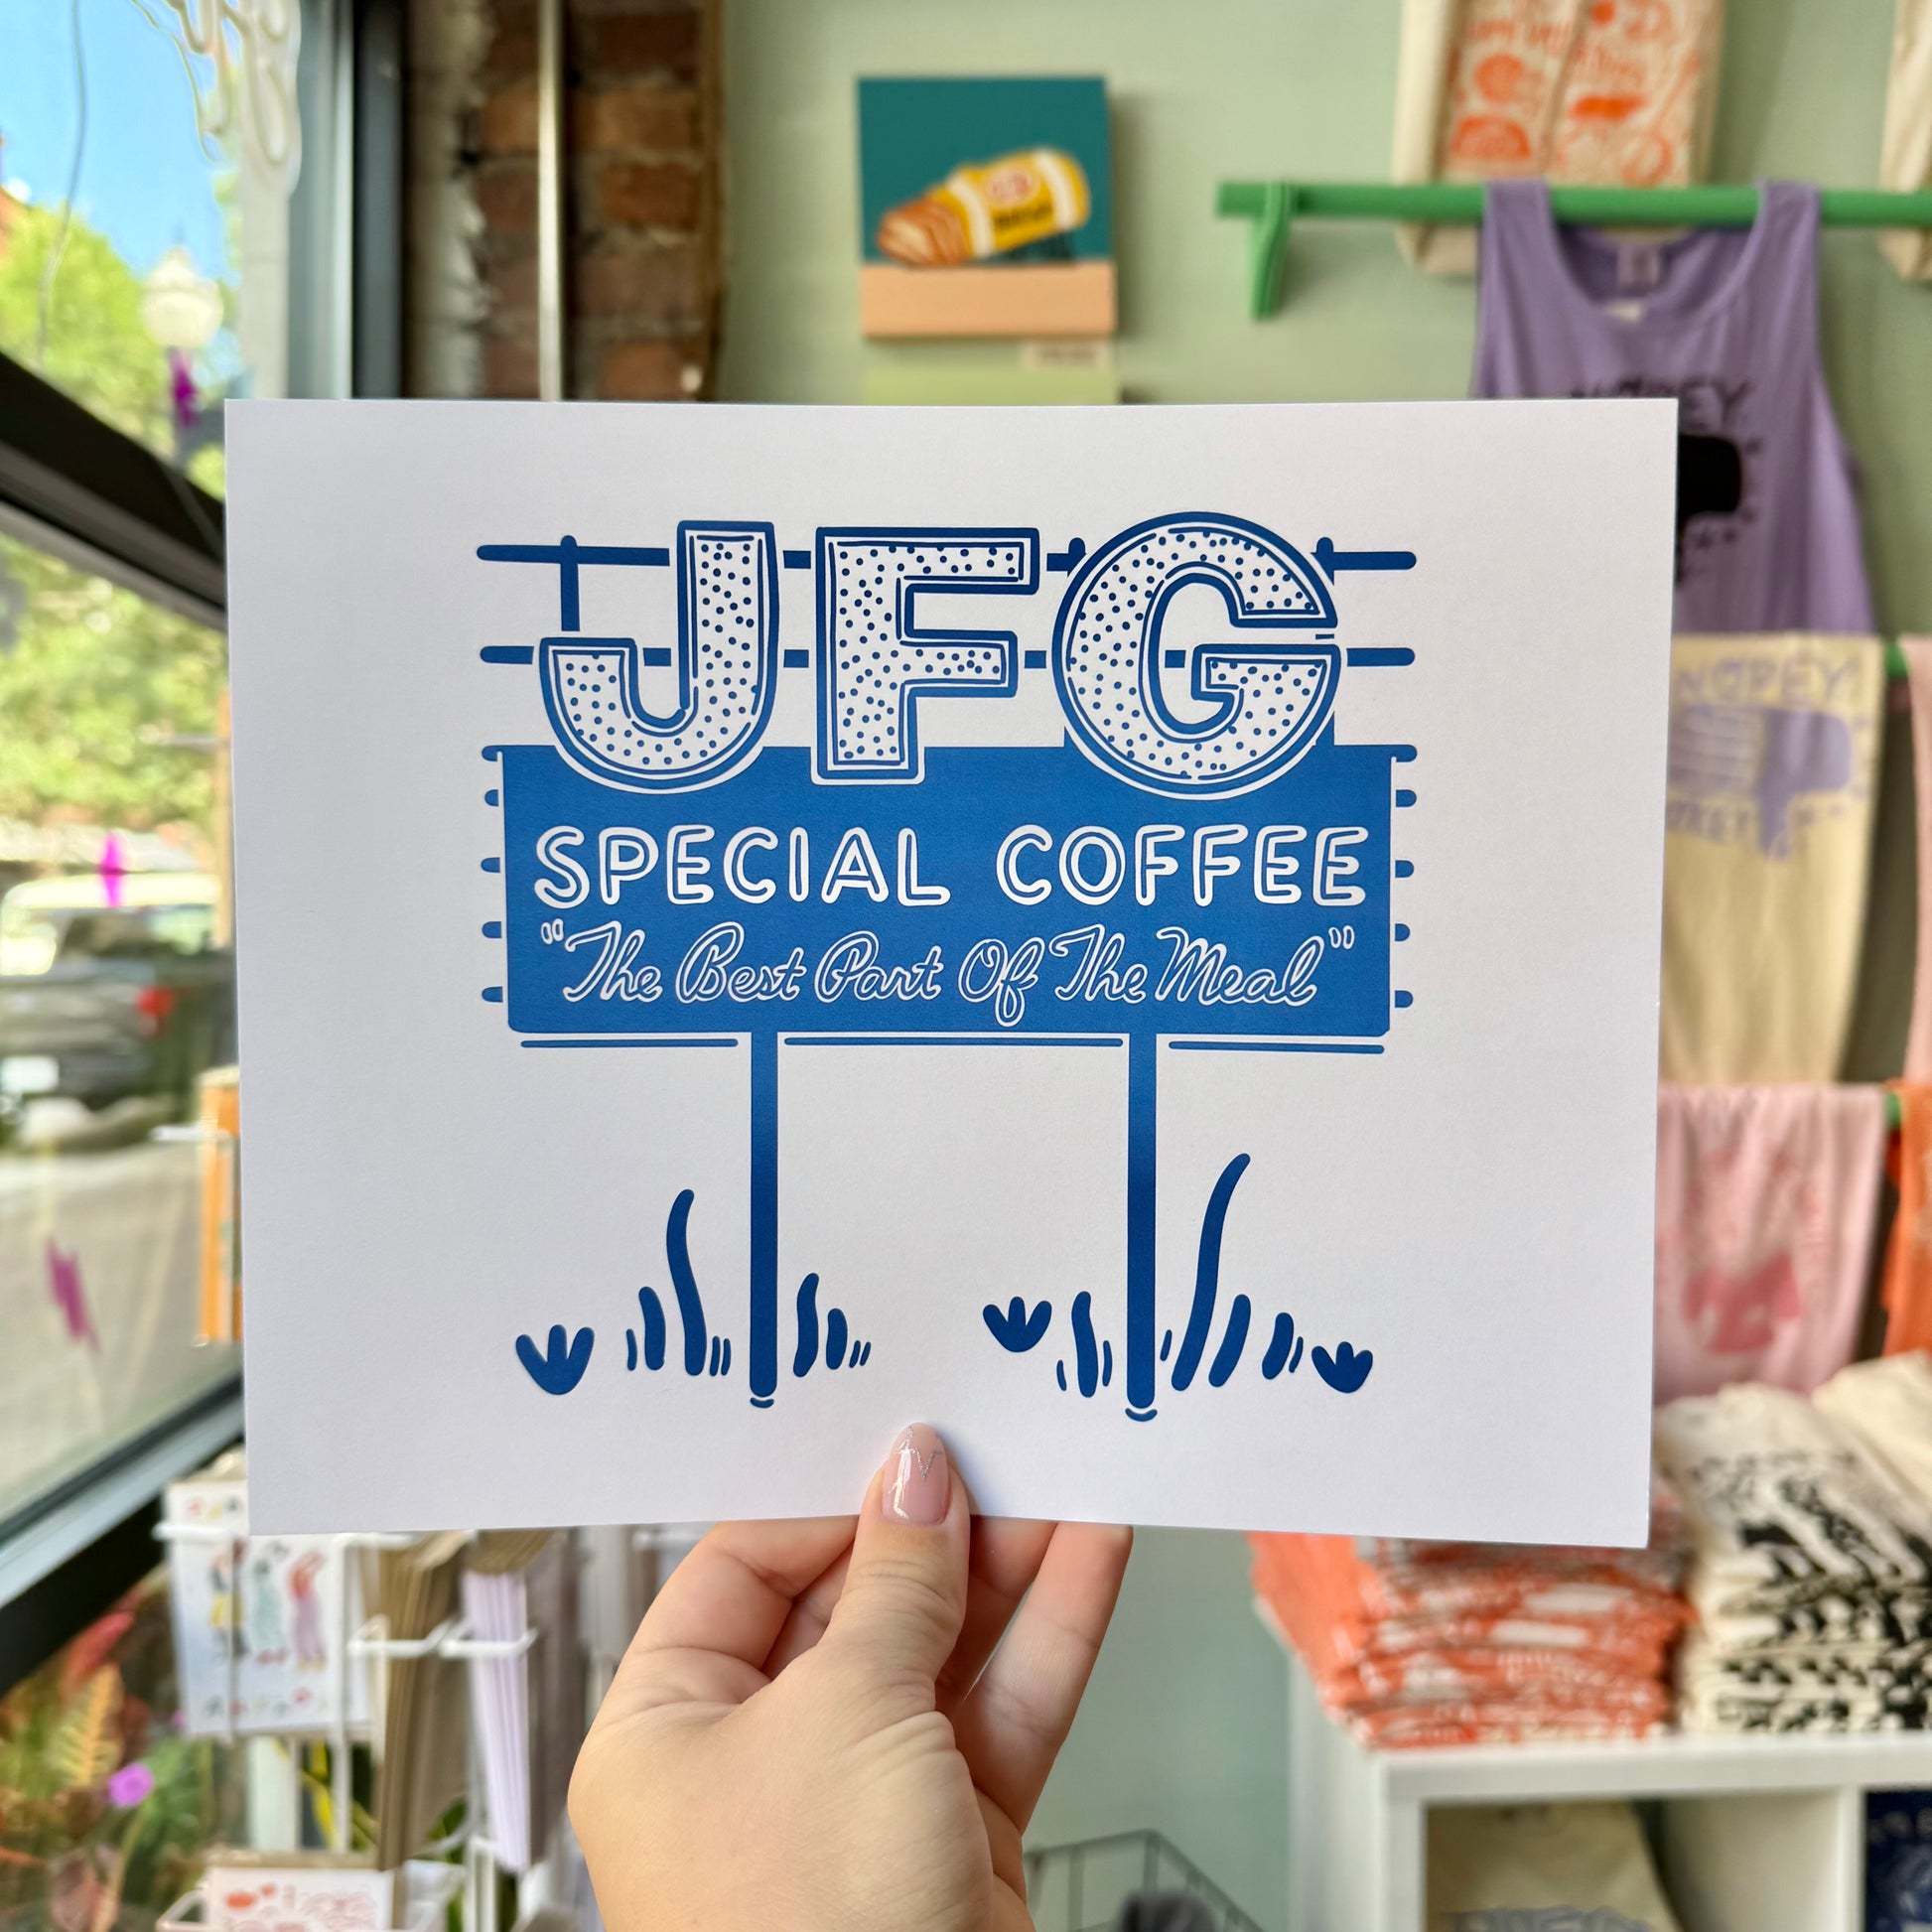 JFG
SPECIAL COFFEE
"The Best Part Of The Meal"